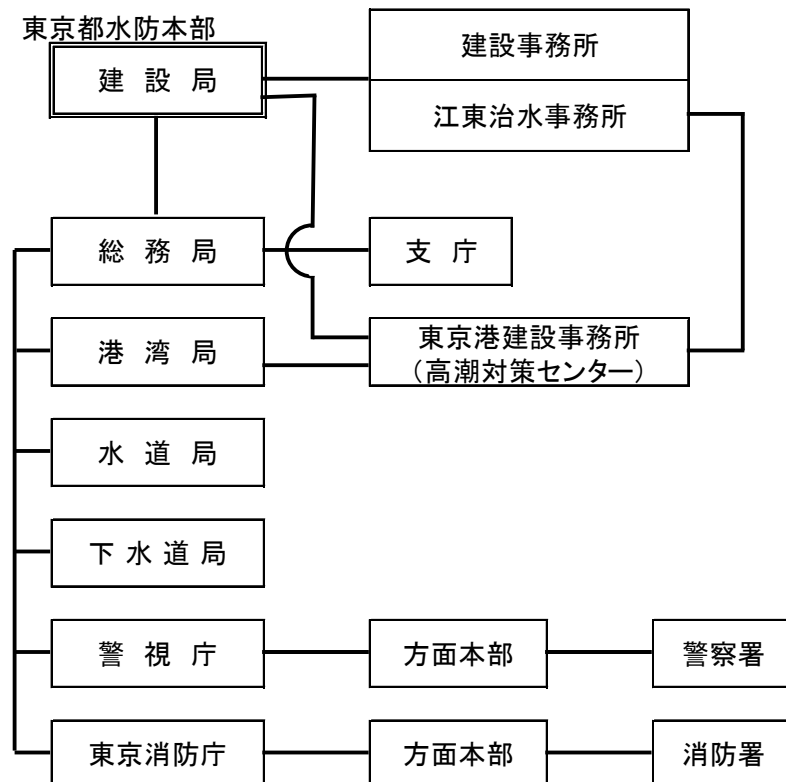 東京都水防本部
建設局
建設事務所
江東治水事務所
総務局
支庁
港湾局
東京港建設事務所
（高潮対策センター）
水道局
下水道局
警視庁
方面本部
警察署
東京消防庁
方面本部
消防署